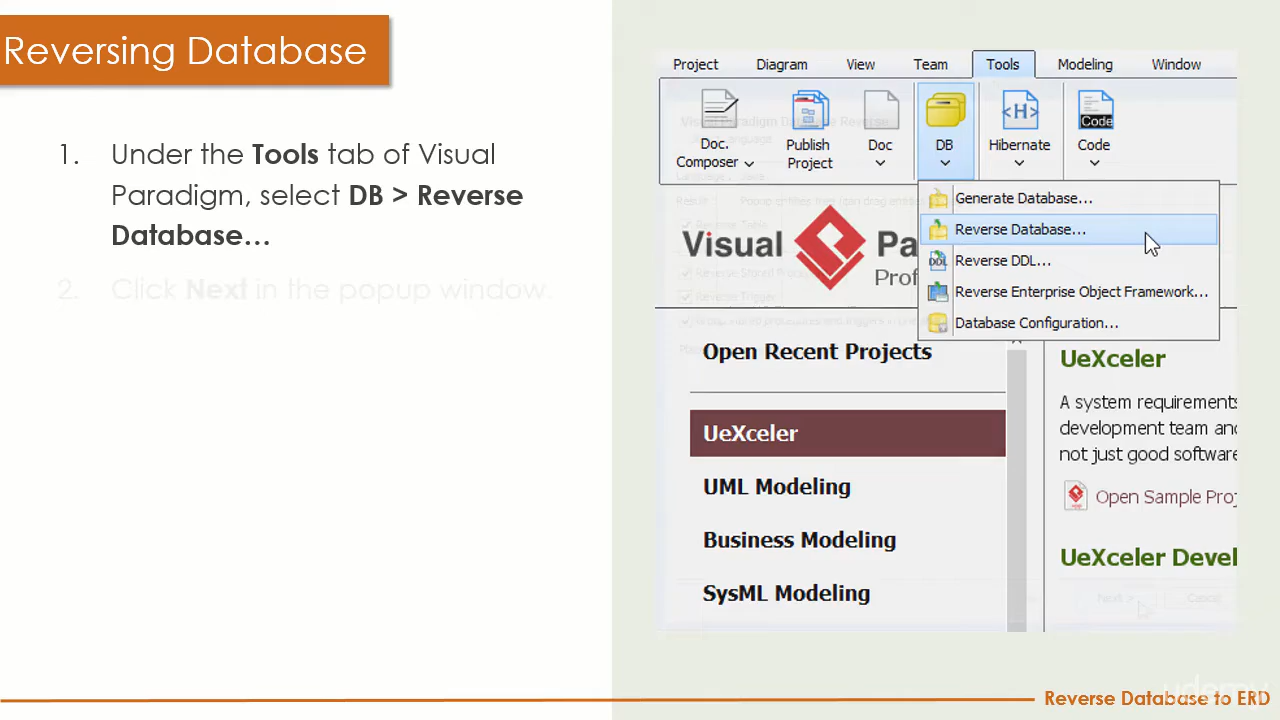 Reversing Database
1. Under the Tools tab of Visual
Paradigm, select DB > Reverse
Database...
2. Click Next in the popup window.
Project Diagram View Team Tools Modeling Window
Doc. Composer
Publish Project
Doc
DB
Hibernate
Code
Code
Generate Database...
Reverse Database...
Reverse DDL...
Reverse Enterprise Object Framework...
Database Configuration...
Visual Pa
Prof
Open Recent Projects
UeXceler
UML Modeling
Business Modeling
SysML Modeling
UeXceler
A system requirements
development team and
not just good software
Open Sample Proj
UeXceler Devel
Next >
Cancel
Reverse Database to ERD
udemy